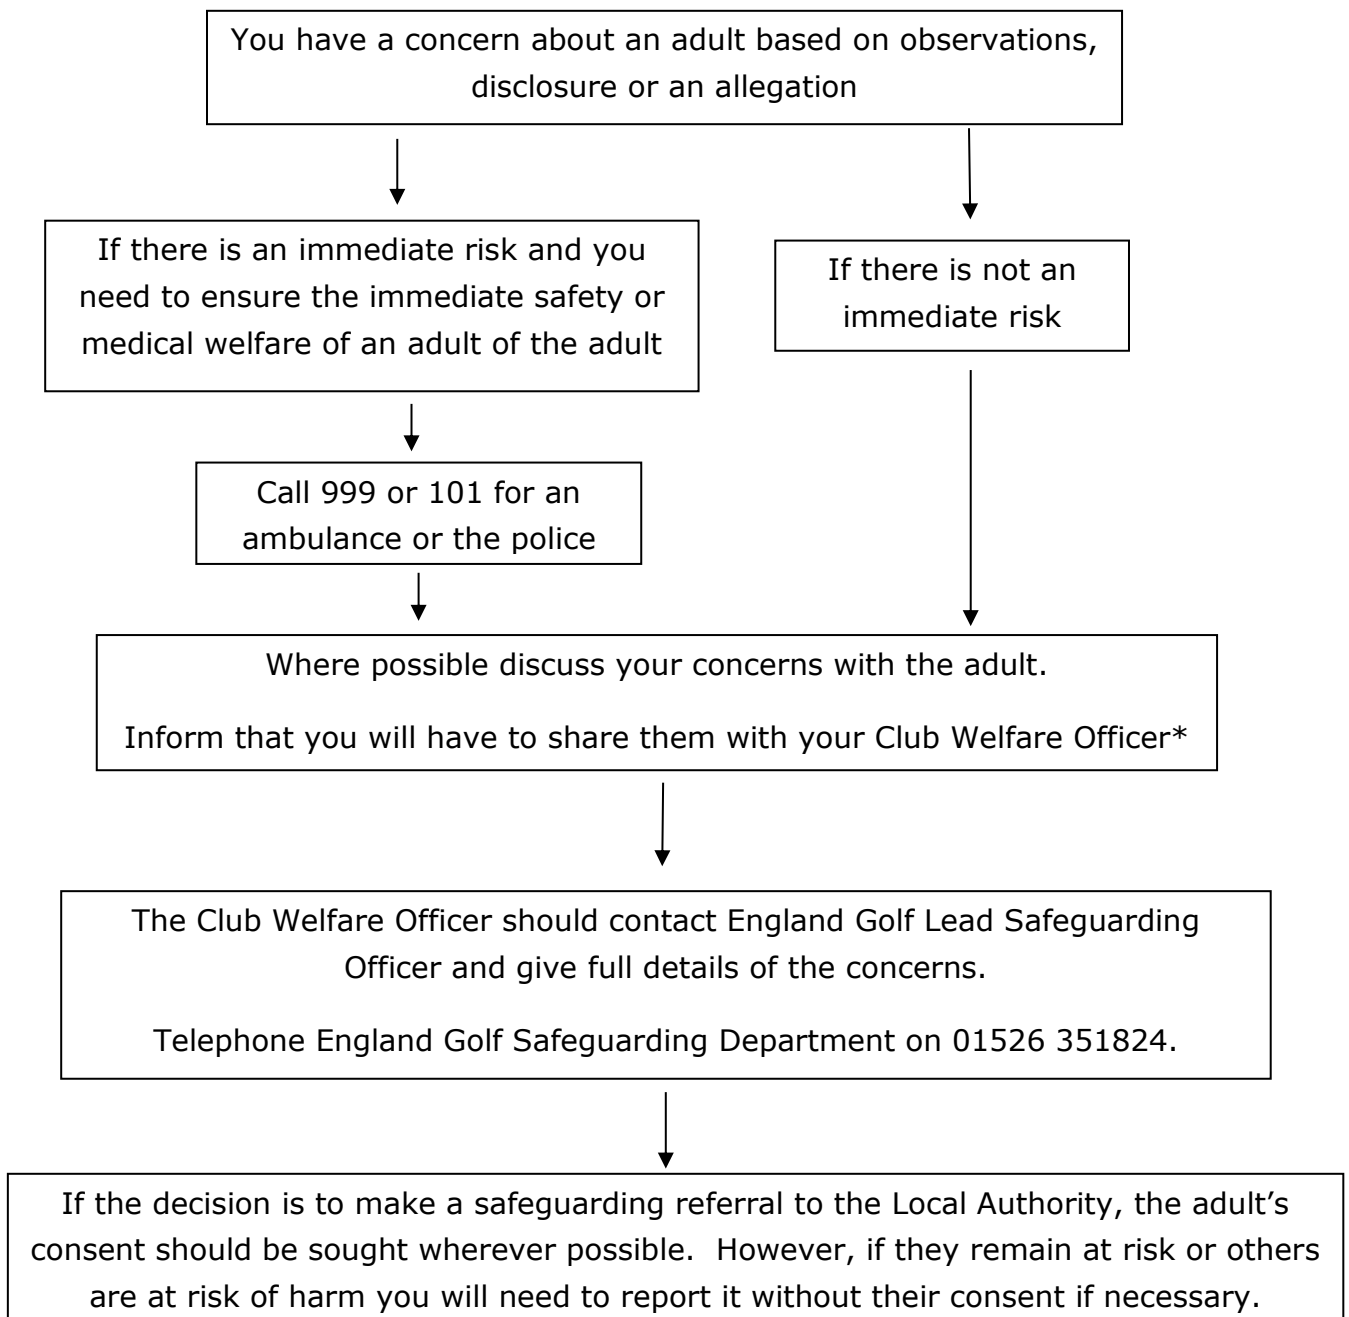 You have a concern about an adult based on observations,
disclosure or an allegation
If there is an immediate risk and you
need to ensure the immediate safety or
medical welfare of an adult of the adult
If there is not an
immediate risk
Call 999 or 101 for an
ambulance or the police
Where possible discuss your concerns with the adult.
Inform that you will have to share them with your Club Welfare Officer*
The Club Welfare Officer should contact England Golf Lead Safeguarding
Officer and give full details of the concerns.
Telephone England Golf Safeguarding Department on 01526 351824.
If the decision is to make a safeguarding referral to the Local Authority, the adult’s
consent should be sought wherever possible.  However, if they remain at risk or others
are at risk of harm you will need to report it without their consent if necessary.